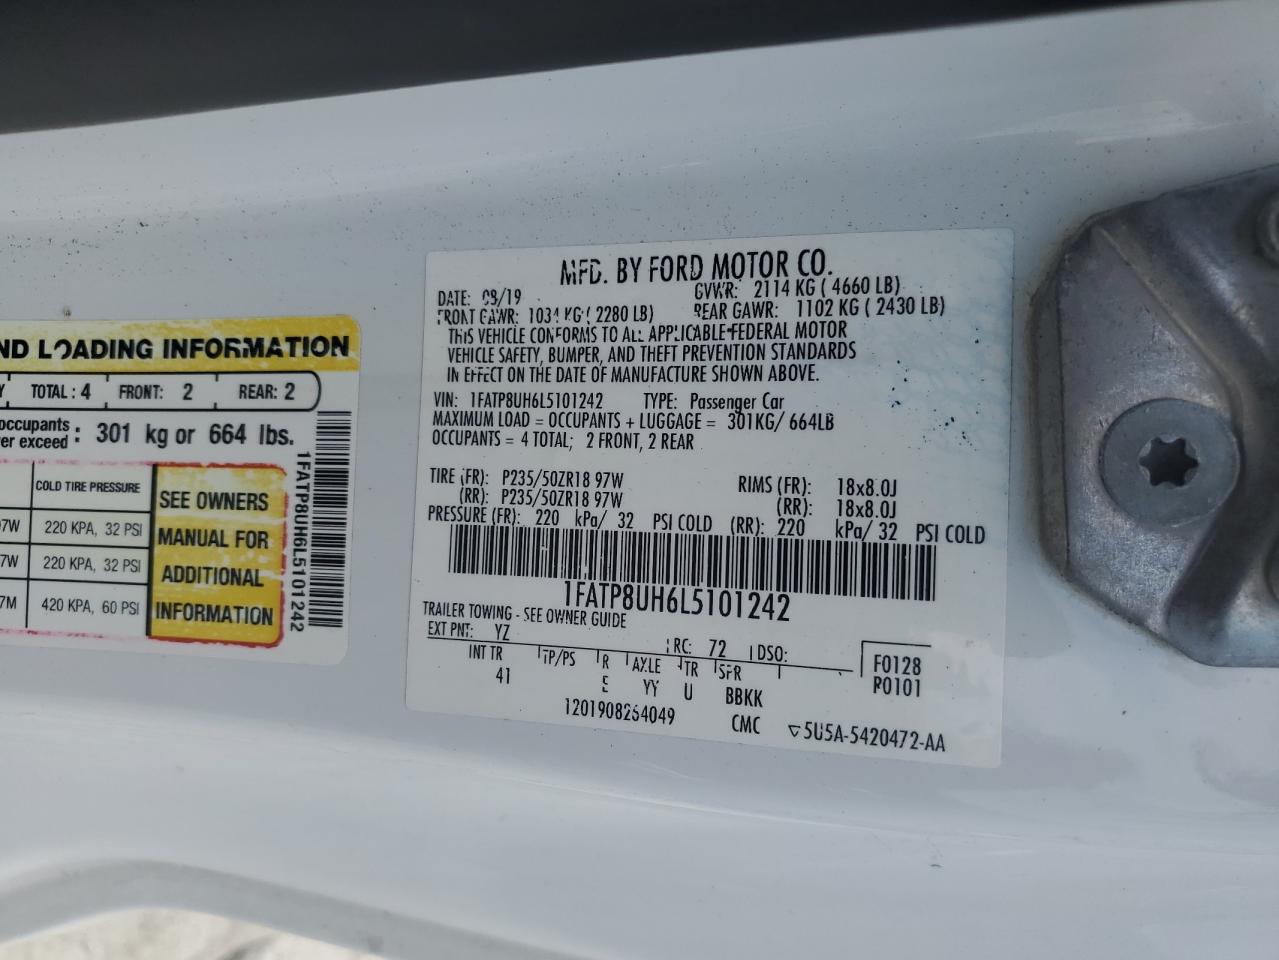 ND LOADING INFORMATION
TOTAL : 4 FRONT: 2 REAR: 2
occupants
er exceed : 301 kg or 664 lbs.
COLD TIRE PRESSURE
7W 220 KPA, 32 PSI
7W 220 KPA, 32 PSI
7M 420 KPA, 60 PSI
SEE OWNERS
MANUAL FOR
ADDITIONAL
INFORMATION
1FATP8UH6L5101242
MFD. BY FORD MOTOR CO.
DATE: 08/19 GVWR: 2114 KG ( 4660 LB)
FRONT GAWR: 1034 KG ( 2280 LB) REAR GAWR: 1102 KG ( 2430 LB)
THIS VEHICLE CONFORMS TO ALL APPLICABLE FEDERAL MOTOR
VEHICLE SAFETY, BUMPER, AND THEFT PREVENTION STANDARDS
IN EFFECT ON THE DATE OF MANUFACTURE SHOWN ABOVE.
VIN: 1FATP8UH6L5101242 TYPE: Passenger Car
MAXIMUM LOAD = OCCUPANTS + LUGGAGE = 301KG/ 664LB
OCCUPANTS = 4 TOTAL; 2 FRONT, 2 REAR
TIRE (FR): P235/50ZR18 97W RIMS (FR): 18x8.0J
(RR): P235/50ZR18 97W (RR): 18x8.0J
PRESSURE (FR): 220 kPa/ 32 PSI COLD (RR): 220 kPa/ 32 PSI COLD
1FATP8UH6L5101242
TRAILER TOWING - SEE OWNER GUIDE
EXT PNT: YZ RC: 72 DSO: F0128
INT TR TP/PS R AXLE TR SPR P0101
41 E YY U BBKK
1201908264049 CMC 5U5A-5420472-AA